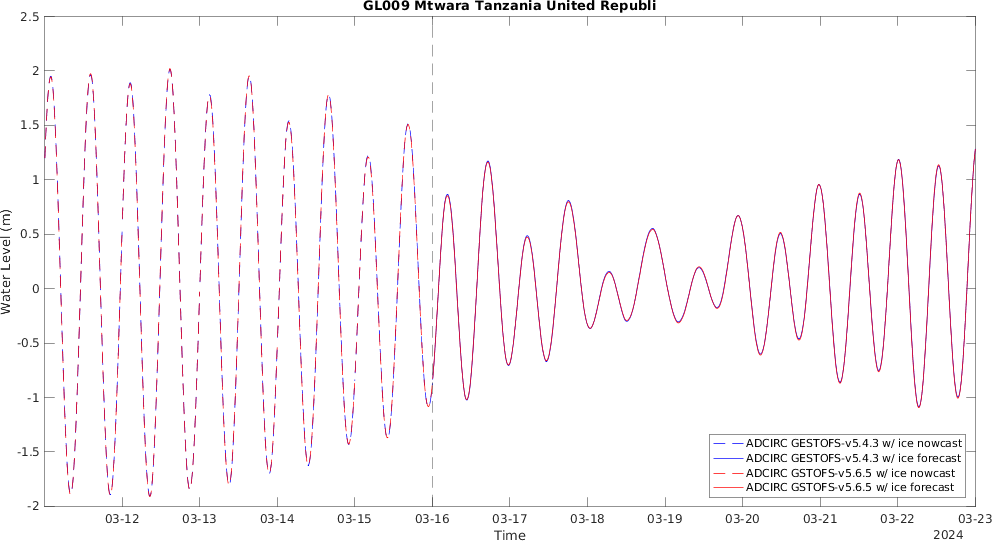 GL009 Mtwara Tanzania United Republi
2.5
2
1.5
1
0.5
0
-0.5
-1
-1.5
-2
Water Level (m)
ADCIRC GESTOFS-v5.4.3 w/ ice nowcast
ADCIRC GESTOFS-v5.4.3 w/ ice forecast
ADCIRC GSTOFS-v5.6.5 w/ ice nowcast
ADCIRC GSTOFS-v5.6.5 w/ ice forecast
03-12 03-13 03-14 03-15 03-16 03-17 03-18 03-19 03-20 03-21 03-22 03-23
Time
2024